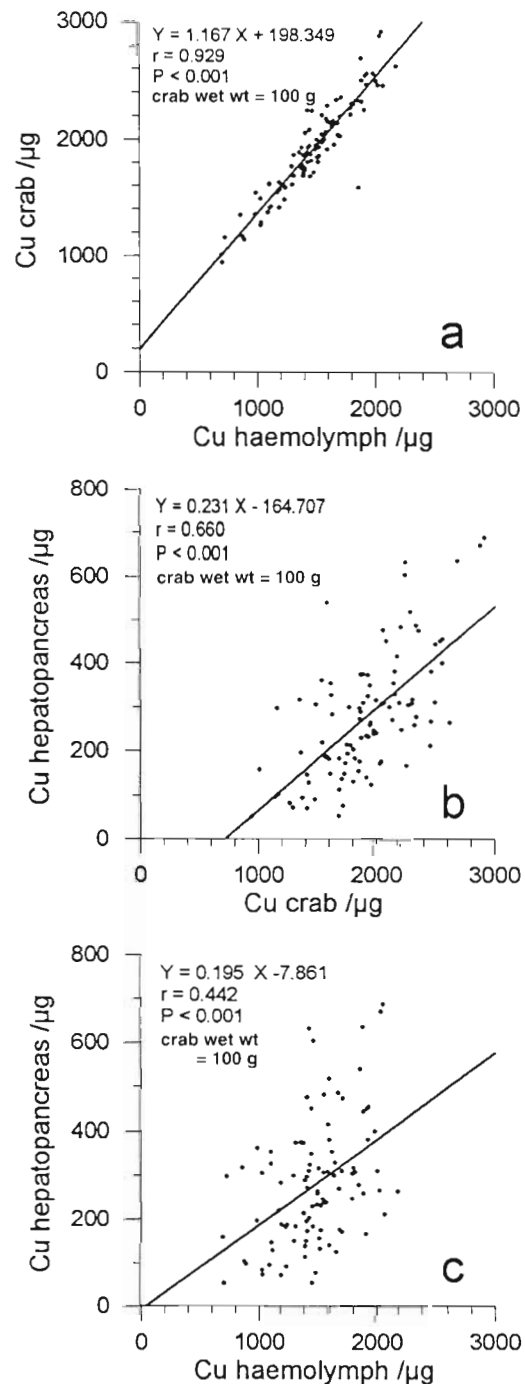 3000
Y = 1.167 X + 198.349
r = 0.929
P < 0.001
crab wet wt = 100 g
2000
1000
0
Cu crab /µg
a
0 1000 2000 3000
Cu haemolymph /µg
800
Y = 0.231 X - 164.707
r = 0.660
P < 0.001
crab wet wt = 100 g
600
400
200
0
Cu hepatopancreas /µg
b
0 1000 2000 3000
Cu crab /µg
800
Y = 0.195 X -7.861
r = 0.442
P < 0.001
crab wet wt
= 100 g
600
400
200
0
Cu hepatopancreas /µg
c
0 1000 2000 3000
Cu haemolymph /µg